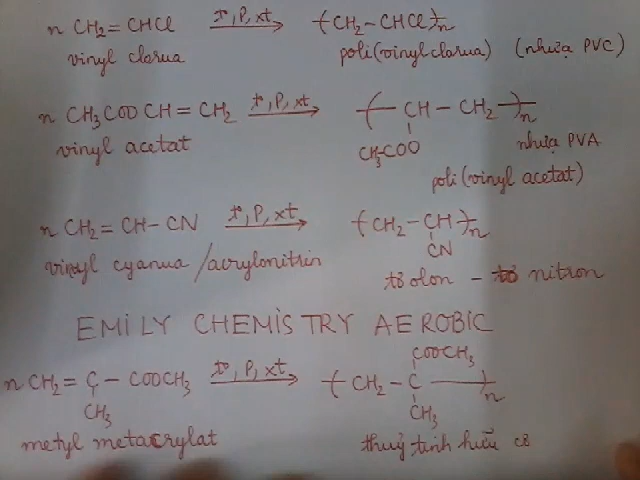 n CH2=CHCl t°, P, xt (CH2-CHCl)n
vinyl clarua poli(vinyl clarua) (nhựa PVC)
n CH3COOCH=CH2 t°, P, xt (CH-CH2)n
CH3COO nhựa PVA
vinyl acetat poli(vinyl acetat)
n CH2=CH-CN t°, P, xt (CH2-CH)n
CN
vinyl cyanua/acrylonitrin tơ olon - tơ nitron
EMILY CHEMISTRY AEROBIC
COOCH3
n CH2=C-COOCH3 t°, P, xt (CH2-C)n
CH3 CH3
metyl metacrylat thuỷ tinh hữu cơ